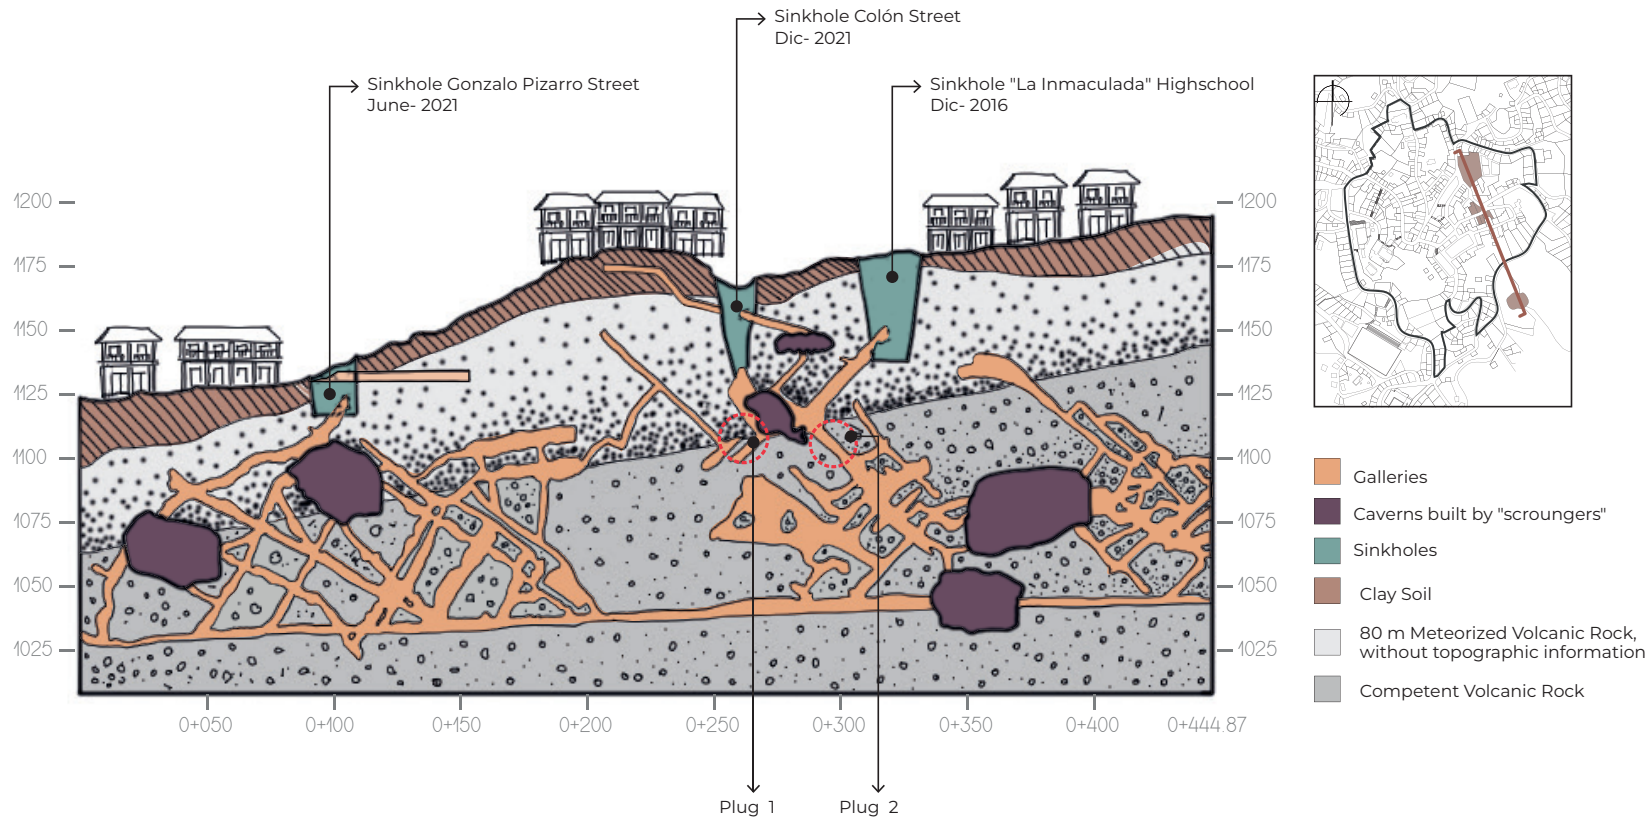 Sinkhole Colón Street
Dic- 2021
Sinkhole Gonzalo Pizarro Street
June- 2021
Sinkhole "La Inmaculada" Highschool
Dic- 2016
1200
1175
1150
1125
1100
1075
1050
1025
1200
1175
1150
1125
1100
1075
1050
1025
0+050
0+100
0+150
0+200
0+250
0+300
0+350
0+400
0+444.87
Plug 1
Plug 2
Galleries
Caverns built by "scroungers"
Sinkholes
Clay Soil
80 m Meteorized Volcanic Rock,
without topographic information
Competent Volcanic Rock